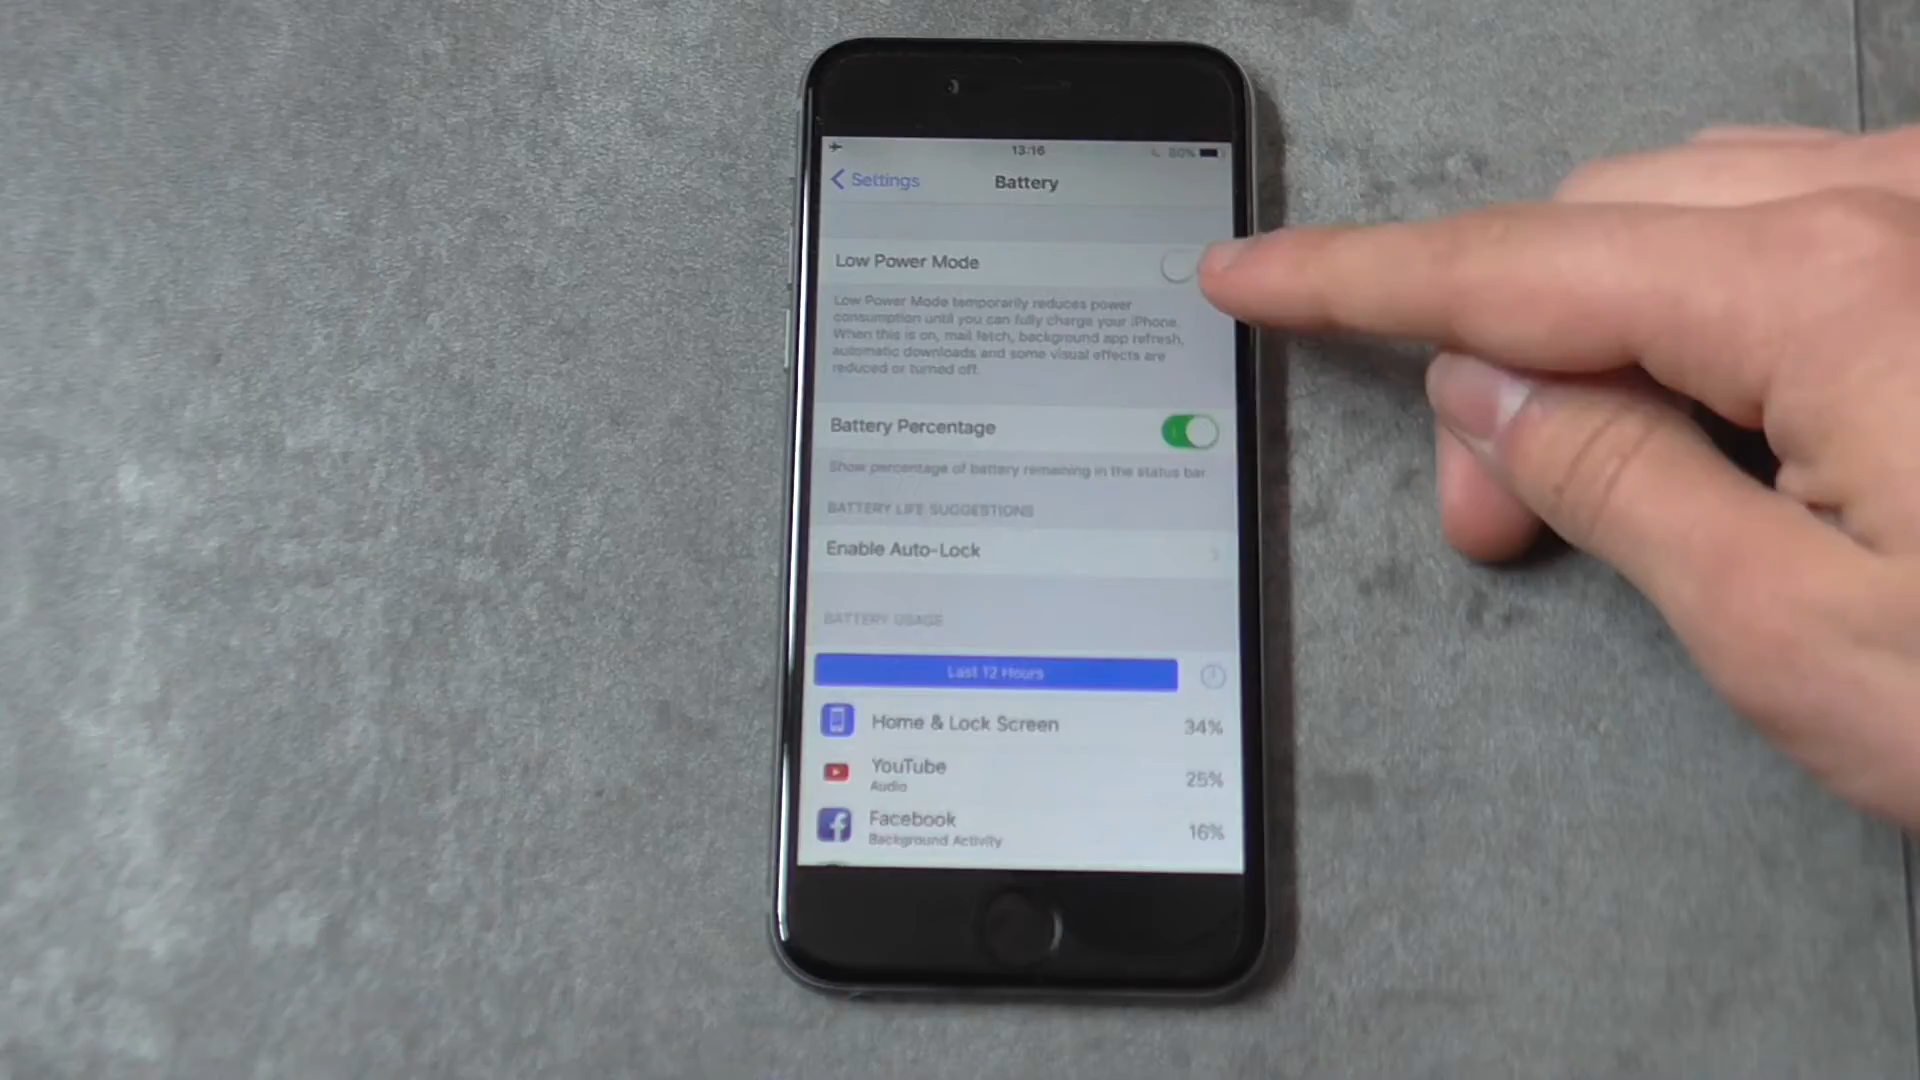 13:16
80%
Settings
Battery
Low Power Mode
Low Power Mode temporarily reduces power
consumption until you can fully charge your iPhone.
When this is on, mail fetch, background app refresh,
automatic downloads and some visual effects are
reduced or turned off.
Battery Percentage
Show percentage of battery remaining in the status bar
BATTERY LIFE SUGGESTIONS
Enable Auto-Lock
BATTERY USAGE
Last 12 Hours
Home & Lock Screen
34%
YouTube
25%
Audio
Facebook
16%
Background Activity